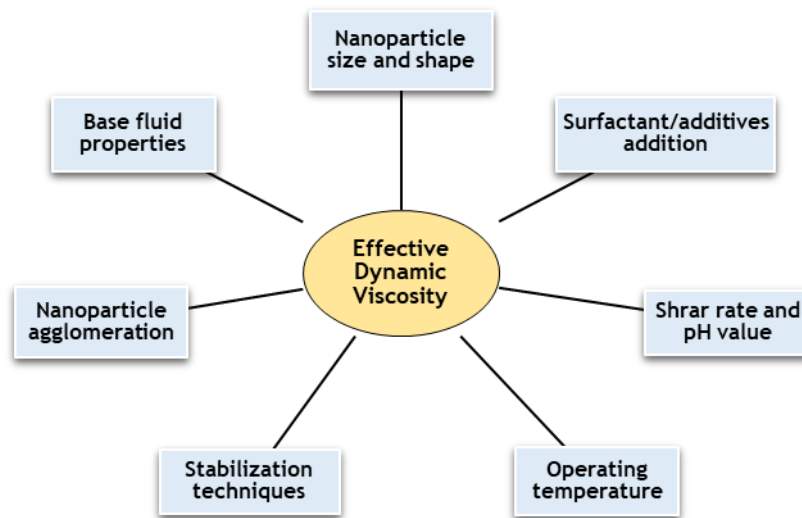 Nanoparticle
size and shape
Base fluid
properties
Surfactant/additives
addition
Effective
Dynamic
Viscosity
Nanoparticle
agglomeration
Shrar rate and
pH value
Stabilization
techniques
Operating
temperature